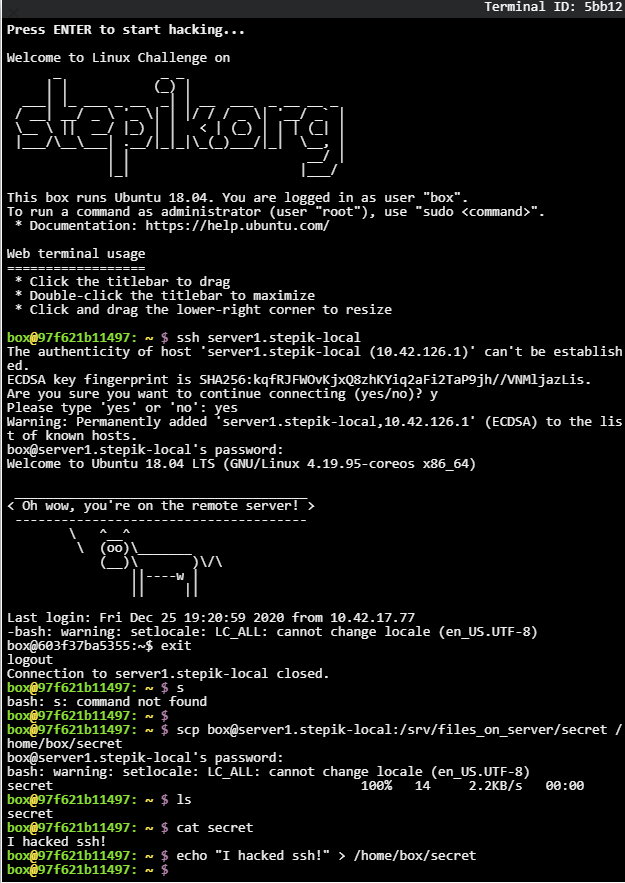 Terminal ID: 5bb12
Press ENTER to start hacking...
Welcome to Linux Challenge on
stepik.org
This box runs Ubuntu 18.04. You are logged in as user "box".
To run a command as administrator (user "root"), use "sudo <command>".
 * Documentation: https://help.ubuntu.com/
Web terminal usage
==================
 * Click the titlebar to drag
 * Double-click the titlebar to maximize
 * Click and drag the lower-right corner to resize
box@97f621b11497: ~ $ ssh server1.stepik-local
The authenticity of host 'server1.stepik-local (10.42.126.1)' can't be establish
ed.
ECDSA key fingerprint is SHA256:kqfRJFWOvKjxQ8zhKYiq2aFi2TaP9jh//VNMljazLis.
Are you sure you want to continue connecting (yes/no)? y
Please type 'yes' or 'no': yes
Warning: Permanently added 'server1.stepik-local,10.42.126.1' (ECDSA) to the lis
t of known hosts.
box@server1.stepik-local's password:
Welcome to Ubuntu 18.04 LTS (GNU/Linux 4.19.95-coreos x86_64)
< Oh wow, you're on the remote server! >
Last login: Fri Dec 25 19:20:59 2020 from 10.42.17.77
-bash: warning: setlocale: LC_ALL: cannot change locale (en_US.UTF-8)
box@603f37ba5355:~$ exit
logout
Connection to server1.stepik-local closed.
box@97f621b11497: ~ $ s
bash: s: command not found
box@97f621b11497: ~ $
box@97f621b11497: ~ $ scp box@server1.stepik-local:/srv/files_on_server/secret /
home/box/secret
box@server1.stepik-local's password:
bash: warning: setlocale: LC_ALL: cannot change locale (en_US.UTF-8)
secret 100% 14 2.2KB/s 00:00
box@97f621b11497: ~ $ ls
secret
box@97f621b11497: ~ $ cat secret
I hacked ssh!
box@97f621b11497: ~ $ echo "I hacked ssh!" > /home/box/secret
box@97f621b11497: ~ $